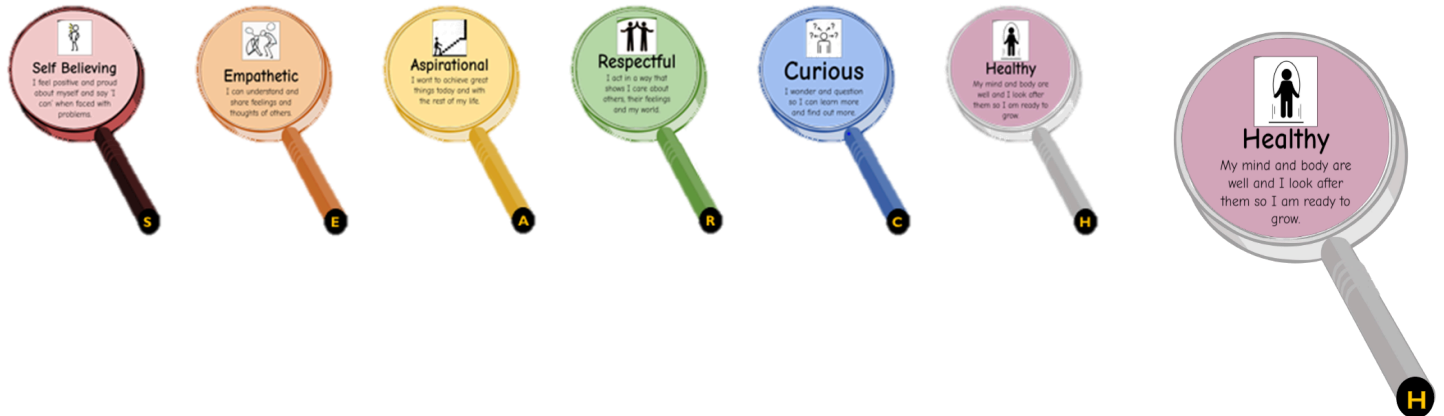 Self Believing
I feel positive and proud
about myself and say 'I
can' when faced with
problems.
S
Empathetic
I can understand and
share feelings and
thoughts of others.
E
Aspirational
I want to achieve great
things today and with
the rest of my life.
A
Respectful
I act in a way that
shows I care about
others, their feelings
and my world.
R
? ?
? ?
Curious
I wonder and question
so I can learn more
and find out more.
C
Healthy
My mind and body are
well and I look after
them so I am ready to
grow.
H
Healthy
My mind and body are
well and I look after
them so I am ready to
grow.
H